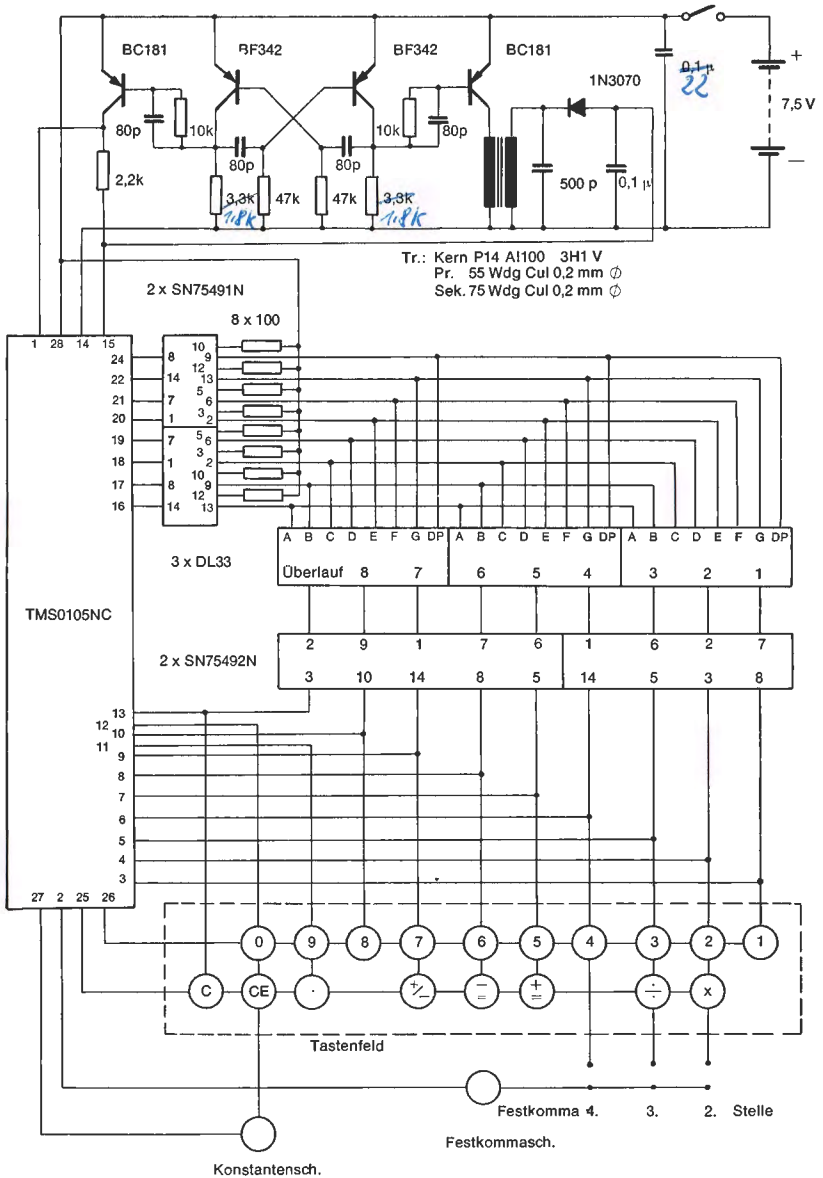 BC181 BF342 BF342 BC181
1N3070
0,1 µ
22
+
7,5 V
—
80p 10k 80p 80p 10k 80p
2,2k
3,3k 47k 47k 3,3k
1.8k 1.8k
500 p 0,1 µ
Tr.: Kern P14 Al100 3H1 V
Pr. 55 Wdg Cul 0,2 mm ∅
Sek. 75 Wdg Cul 0,2 mm ∅
2 x SN75491N
8 x 100
1 28 14 15
24 8 10 9
22 14 12 13
21 7 5 6
20 1 3 2
19 7 5 6
18 1 3 2
17 8 10 9
16 14 12 13
A B C D E F G DP A B C D E F G DP A B C D E F G DP
3 x DL33
Überlauf 8 7 6 5 4 3 2 1
TMS0105NC
2 x SN75492N
2 9 1 7 6 1 6 2 7
3 10 14 8 5 14 5 3 8
13
12
10
11
9
8
7
6
5
4
3
27 2 25 26
0 9 8 7 6 5 4 3 2 1
C CE . +/− − = + = ÷ x
Tastenfeld
Festkomma 4. 3. 2. Stelle
Festkommasch.
Konstantensch.